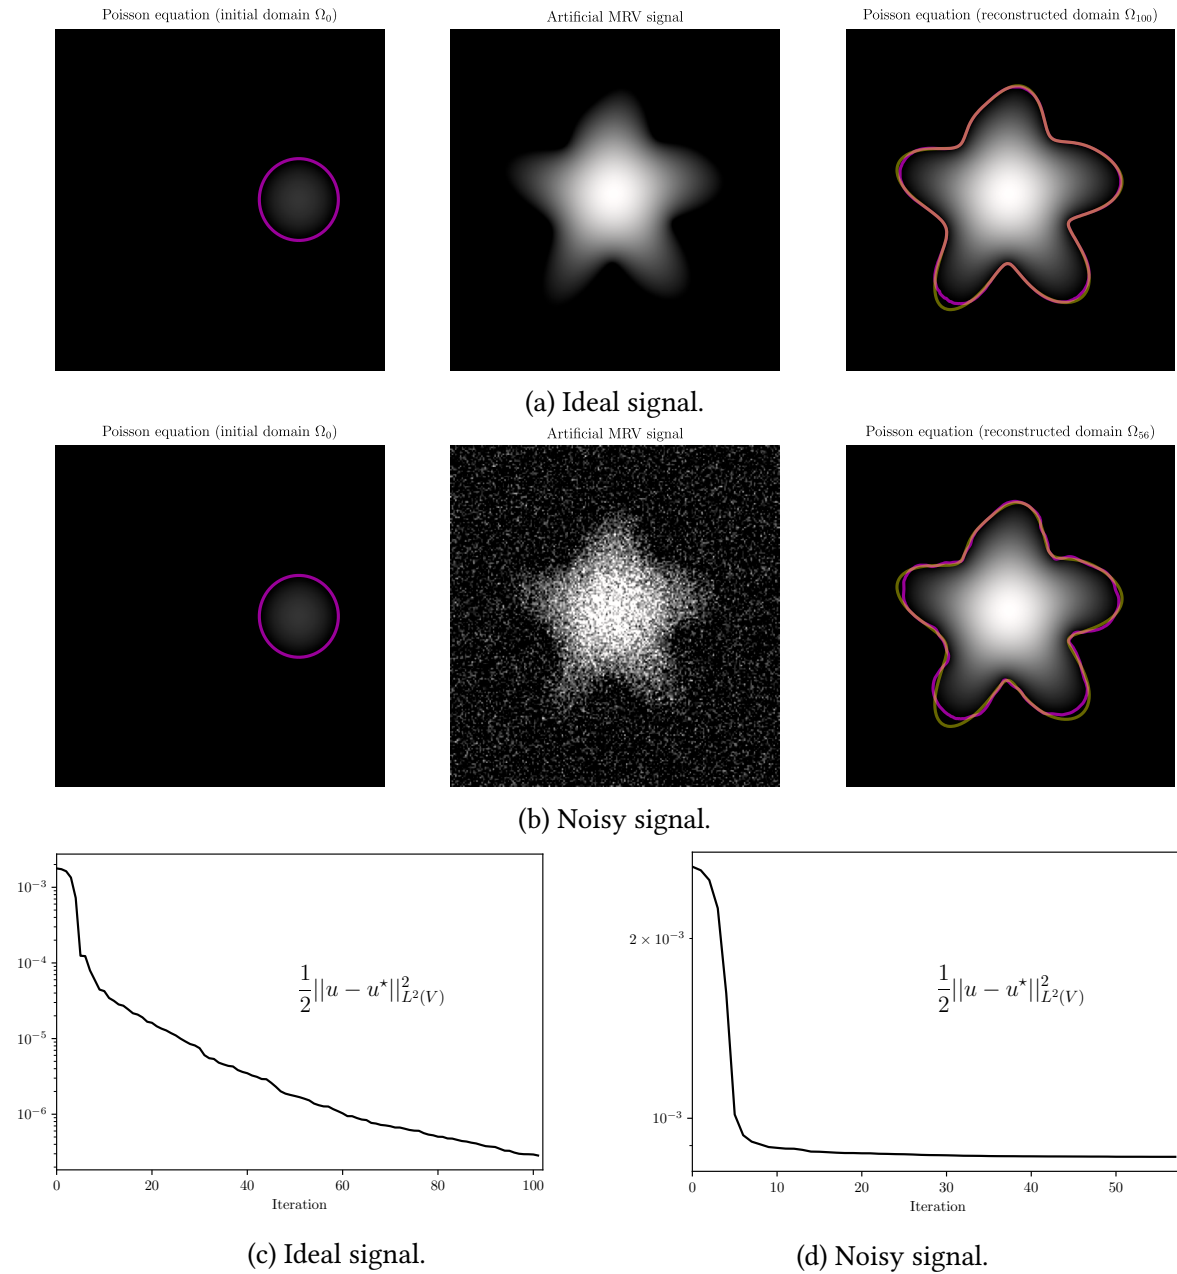 Poisson equation (initial domain Ω₀)
Artificial MRV signal
Poisson equation (reconstructed domain Ω₁₀₀)
(a) Ideal signal.
Poisson equation (initial domain Ω₀)
Artificial MRV signal
Poisson equation (reconstructed domain Ω₅₆)
(b) Noisy signal.
10⁻³
10⁻⁴
10⁻⁵
10⁻⁶
1/2||u − u⋆||²_{L²(V)}
0 20 40 60 80 100
Iteration
(c) Ideal signal.
2 × 10⁻³
10⁻³
1/2||u − u⋆||²_{L²(V)}
0 10 20 30 40 50
Iteration
(d) Noisy signal.